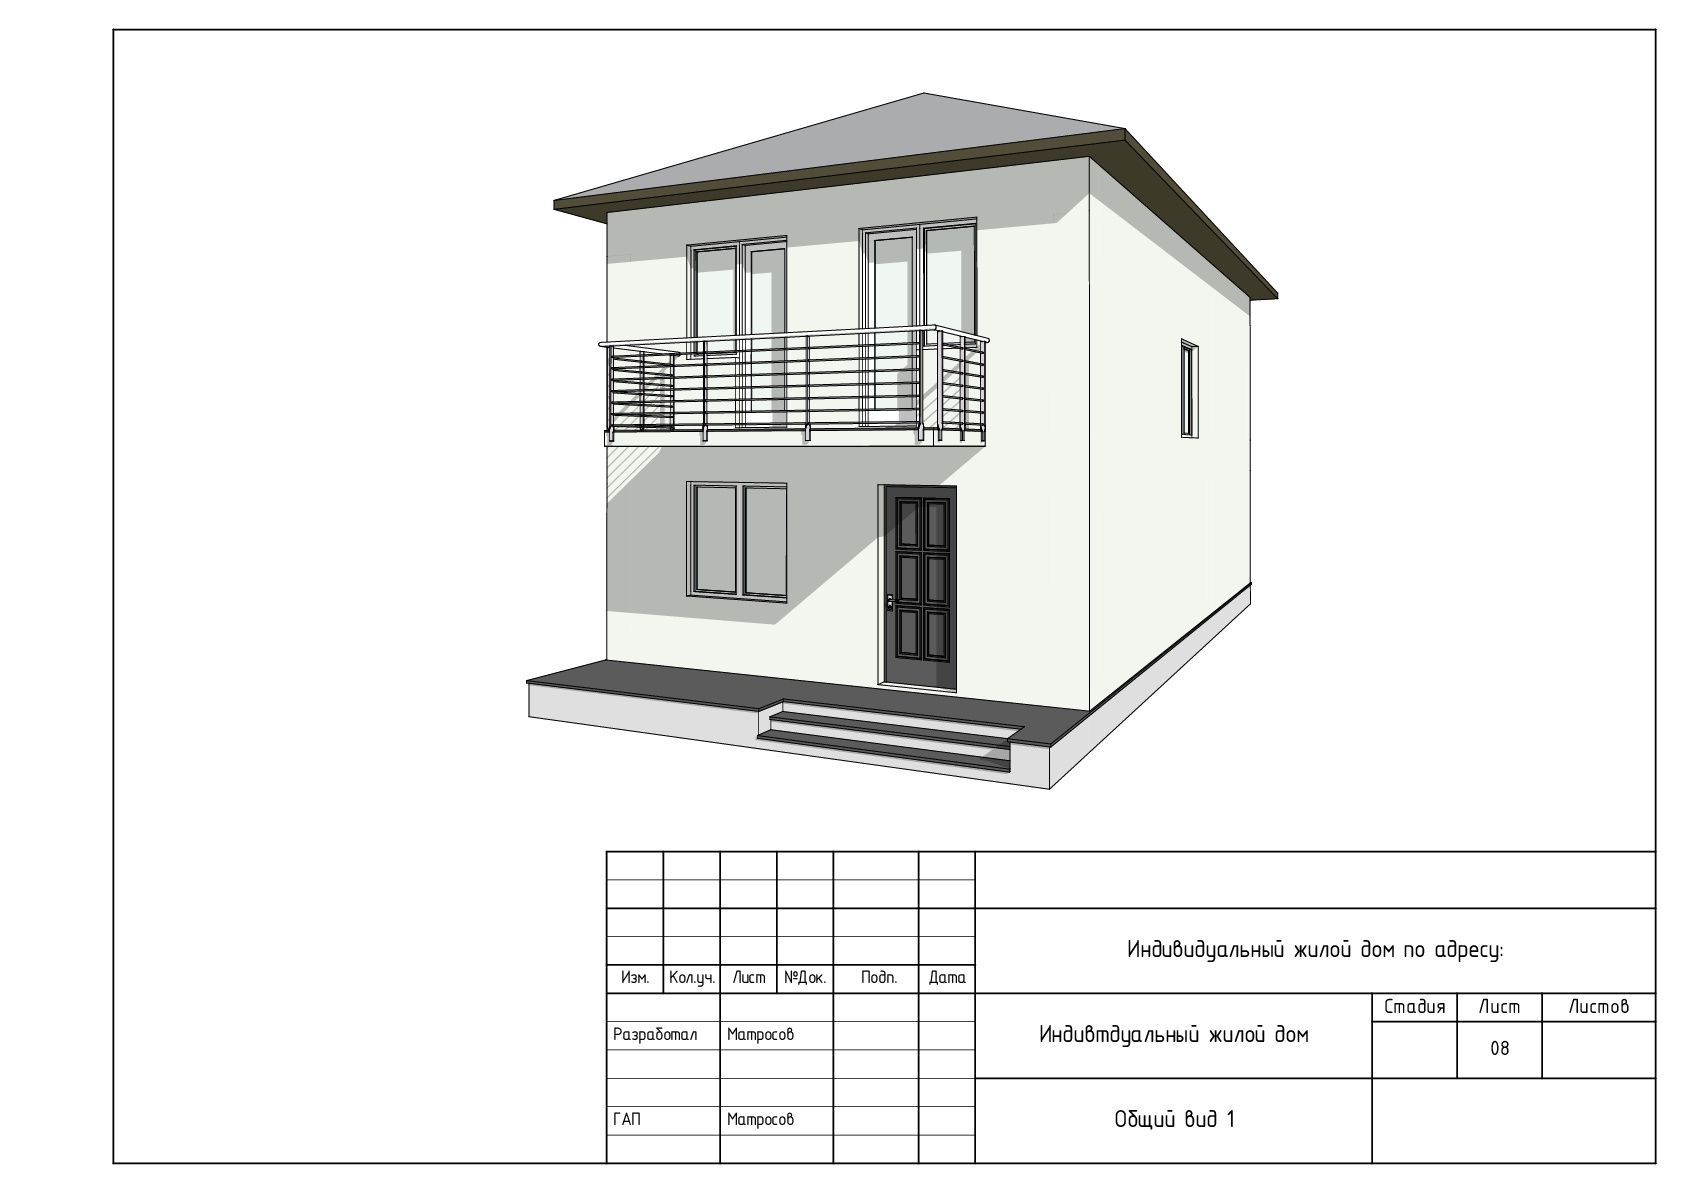 Индивидуальный жилой дом по адресу:
Изм. Кол.уч. Лист №Док. Подп. Дата
Индивтдуальный жилой дом
Стадия Лист Листов
Разработал Матросов
08
ГАП Матросов
Общий вид 1